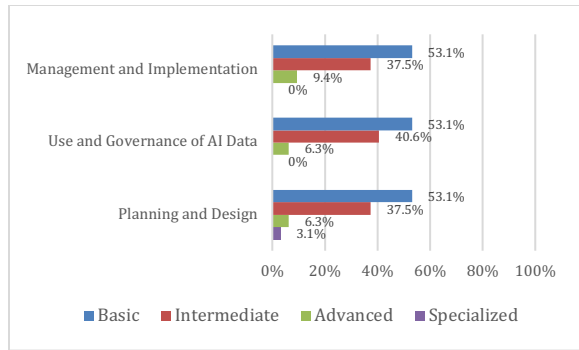 53.1%
Management and Implementation 37.5%
9.4%
0%
53.1%
Use and Governance of AI Data 40.6%
6.3%
0%
53.1%
Planning and Design 37.5%
6.3%
3.1%
0% 20% 40% 60% 80% 100%
Basic Intermediate Advanced Specialized